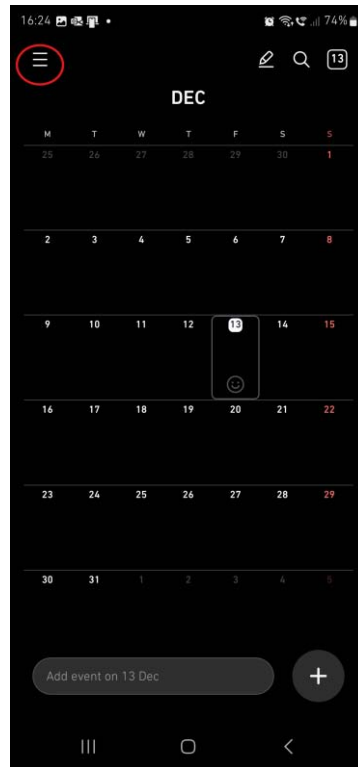 16:24 74%
13
DEC
M T W T F S S
25 26 27 28 29 30 1
2 3 4 5 6 7 8
9 10 11 12 13 14 15
16 17 18 19 20 21 22
23 24 25 26 27 28 29
30 31 1 2 3 4 5
Add event on 13 Dec